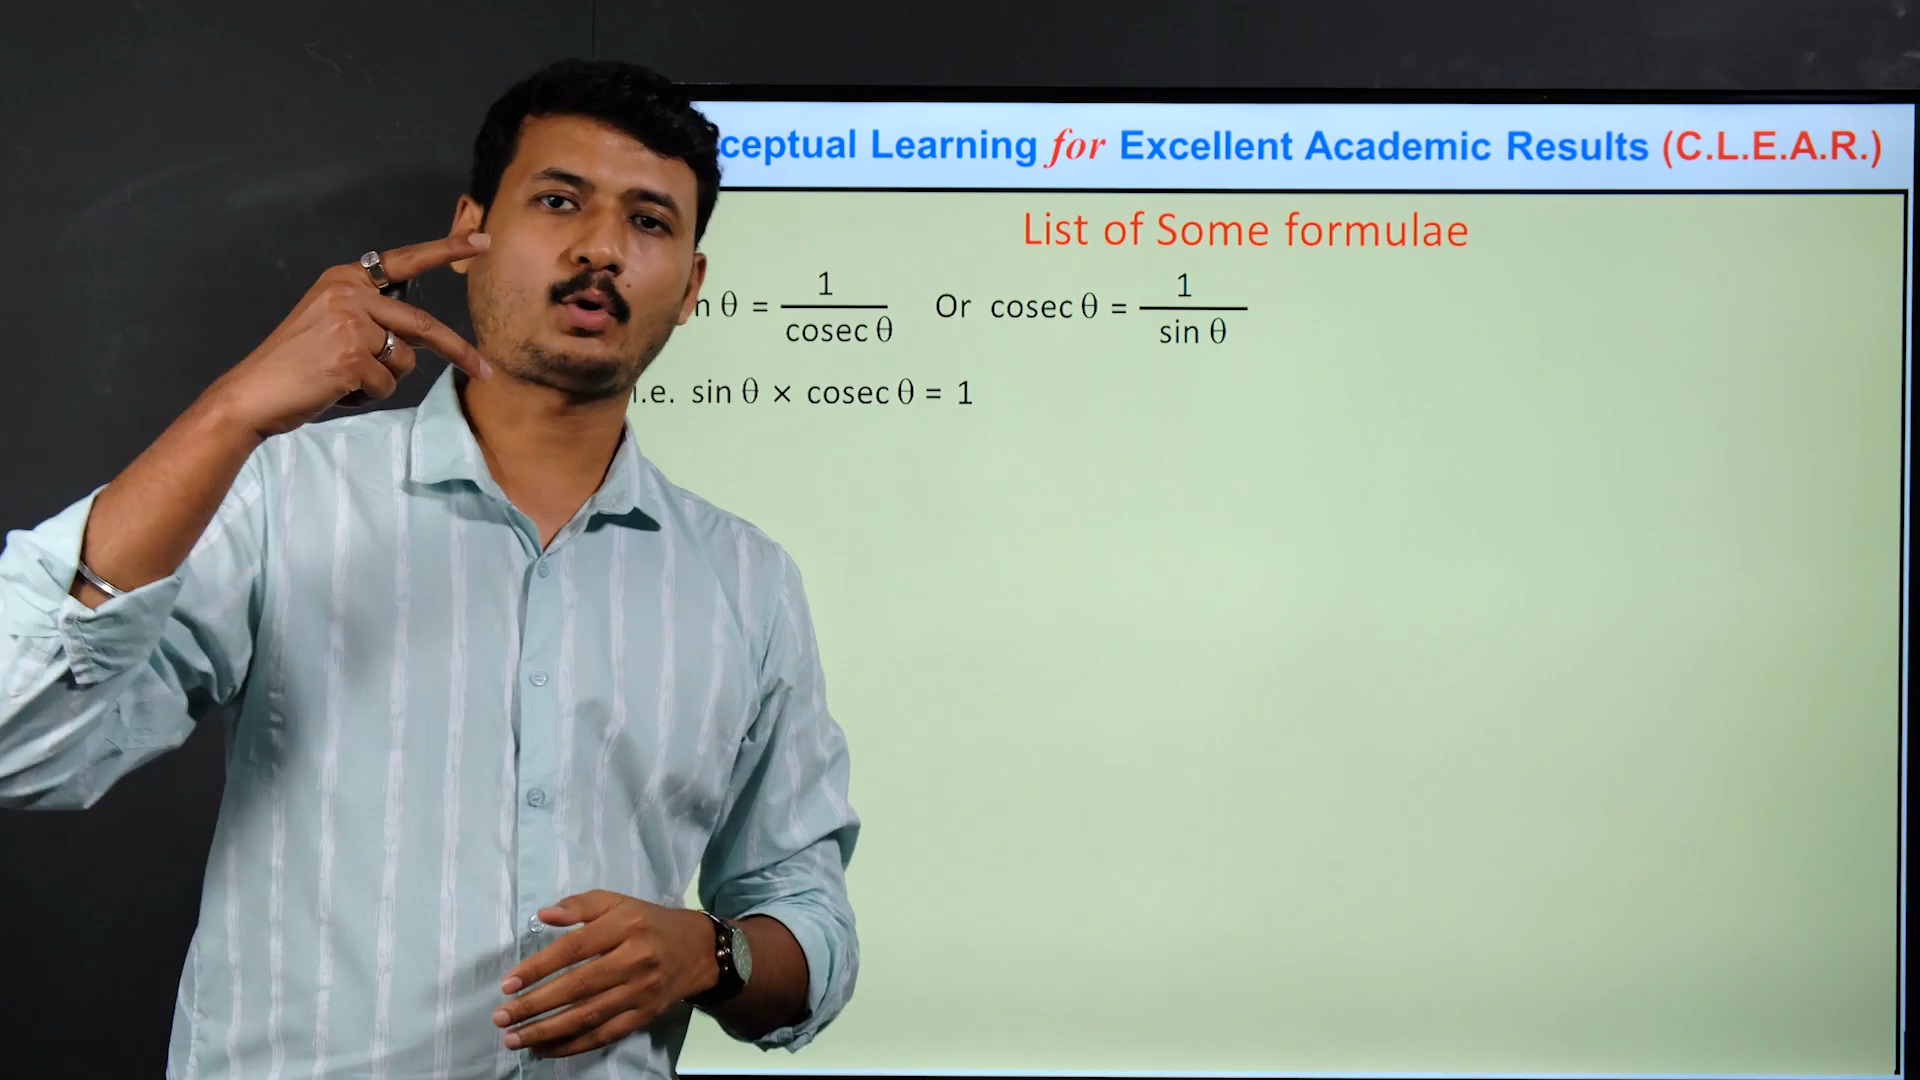 ceptual Learning for Excellent Academic Results (C.L.E.A.R.)
List of Some formulae
n θ = 1 / cosec θ Or cosec θ = 1 / sin θ
i.e. sin θ × cosec θ = 1